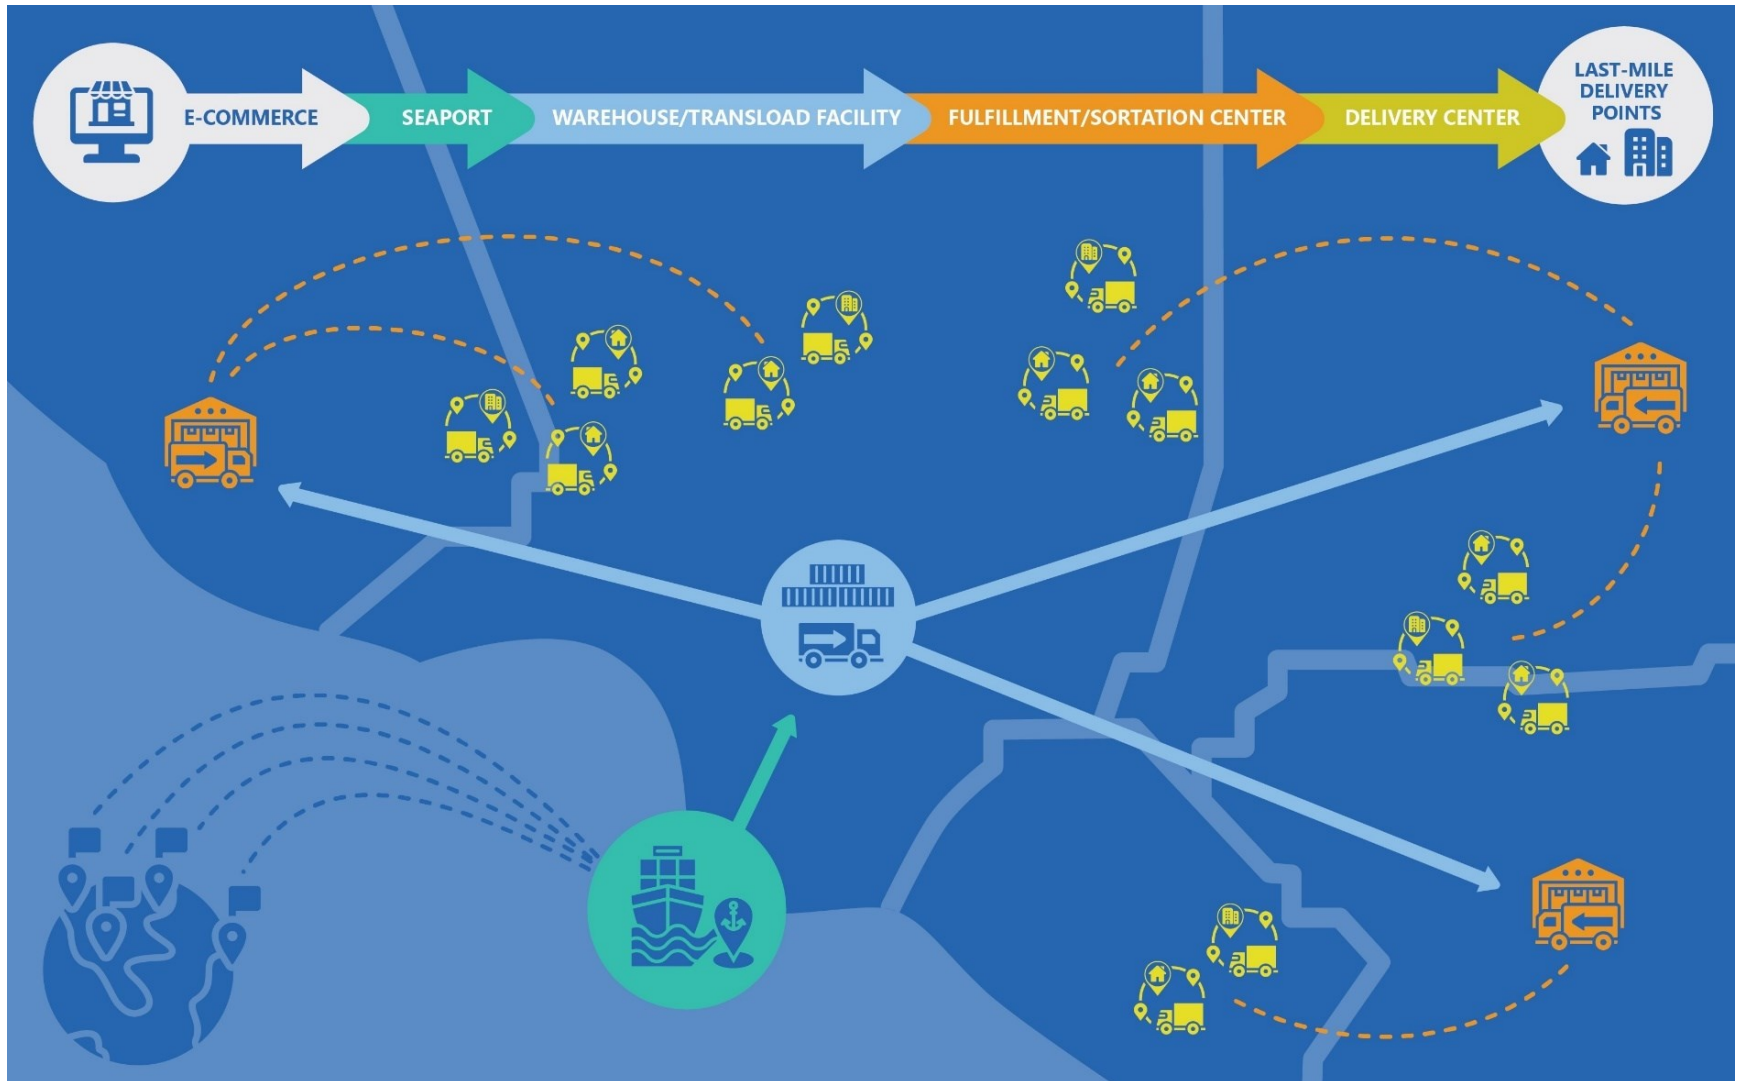 E-COMMERCE
SEAPORT
WAREHOUSE/TRANSLOAD FACILITY
FULFILLMENT/SORTATION CENTER
DELIVERY CENTER
LAST-MILE
DELIVERY
POINTS